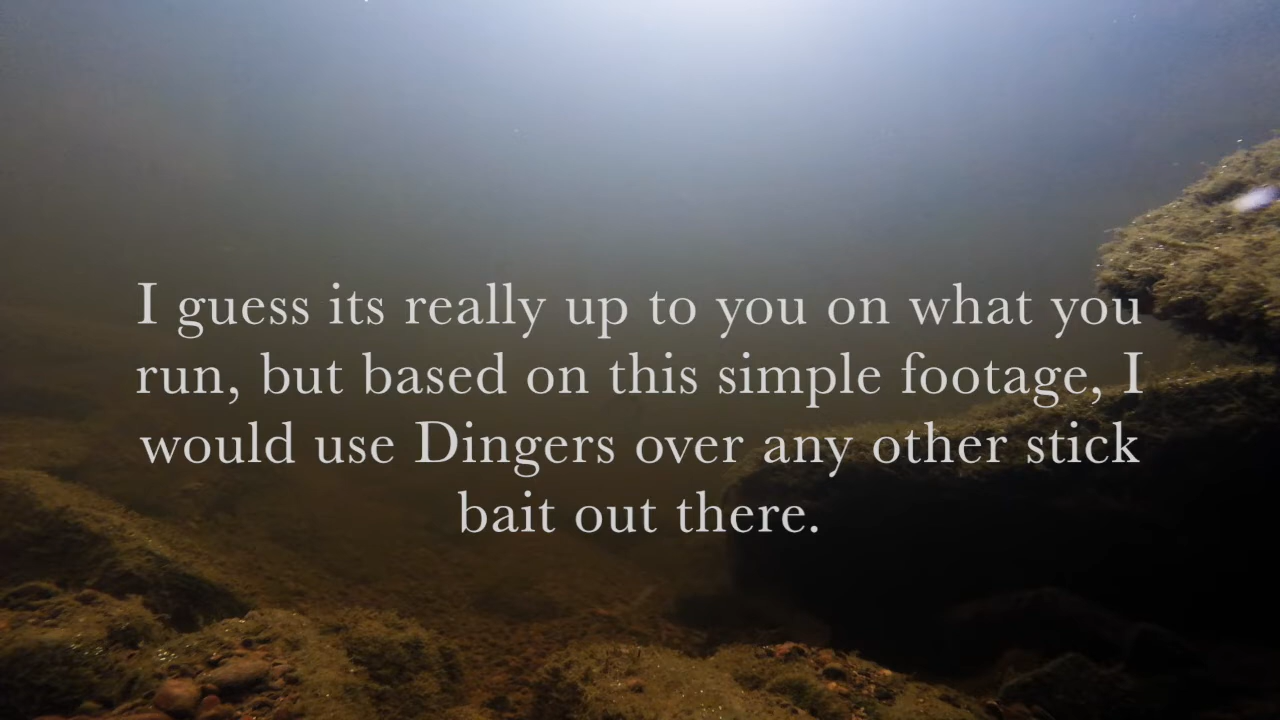 I guess its really up to you on what you
run, but based on this simple footage, I
would use Dingers over any other stick
bait out there.